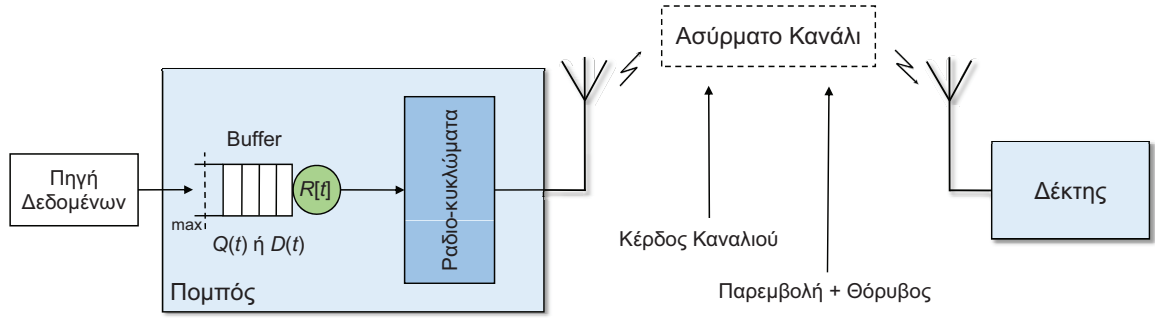 Πηγή
Δεδομένων
Buffer
max
R[t]
Q(t) ή D(t)
Πομπός
Ραδιο-κυκλώματα
Ασύρματο Κανάλι
Κέρδος Καναλιού
Παρεμβολή + Θόρυβος
Δέκτης